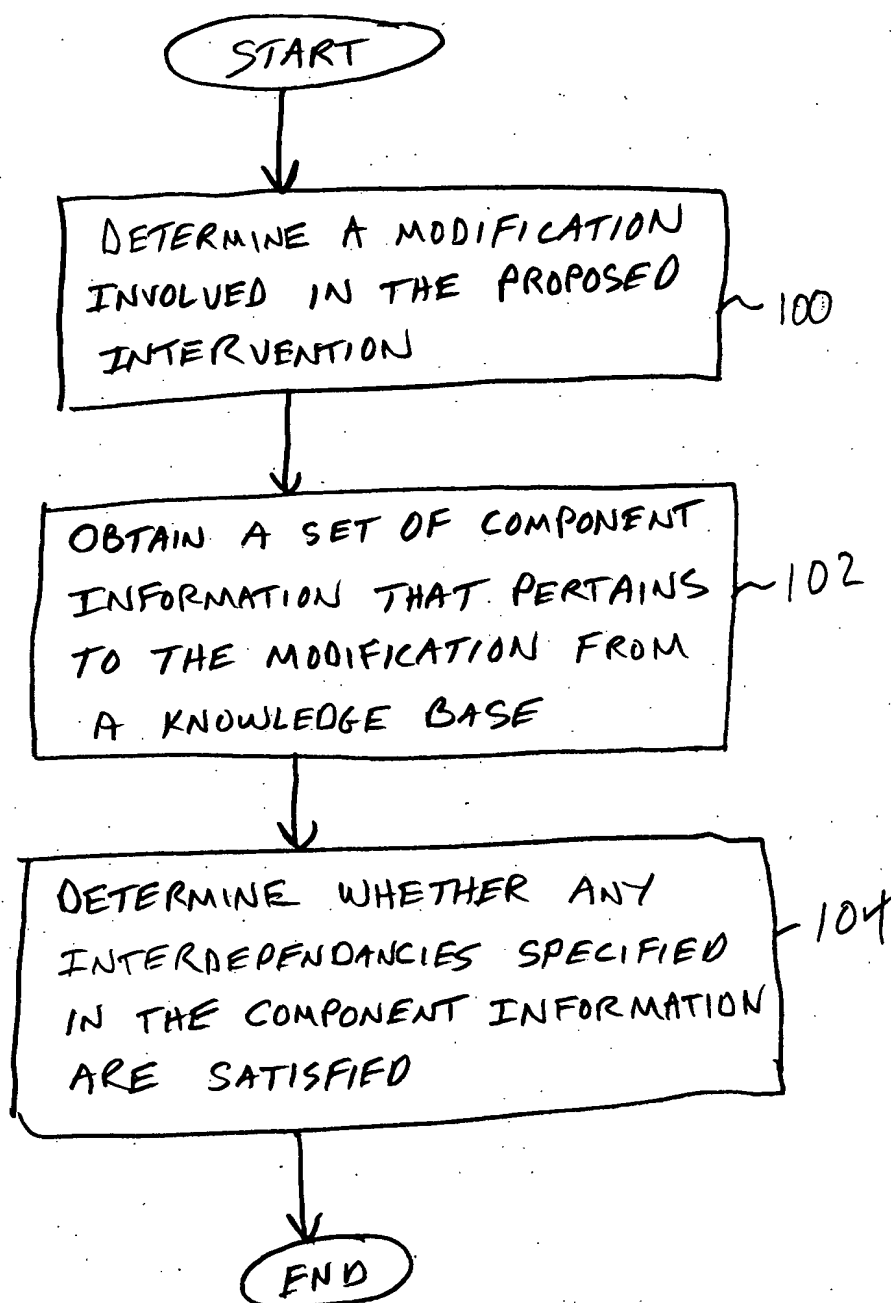 START
DETERMINE A MODIFICATION
INVOLVED IN THE PROPOSED
INTERVENTION
100
OBTAIN A SET OF COMPONENT
INFORMATION THAT PERTAINS
TO THE MODIFICATION FROM
A KNOWLEDGE BASE
102
DETERMINE WHETHER ANY
INTERDEPENDANCIES SPECIFIED
IN THE COMPONENT INFORMATION
ARE SATISFIED
104
END